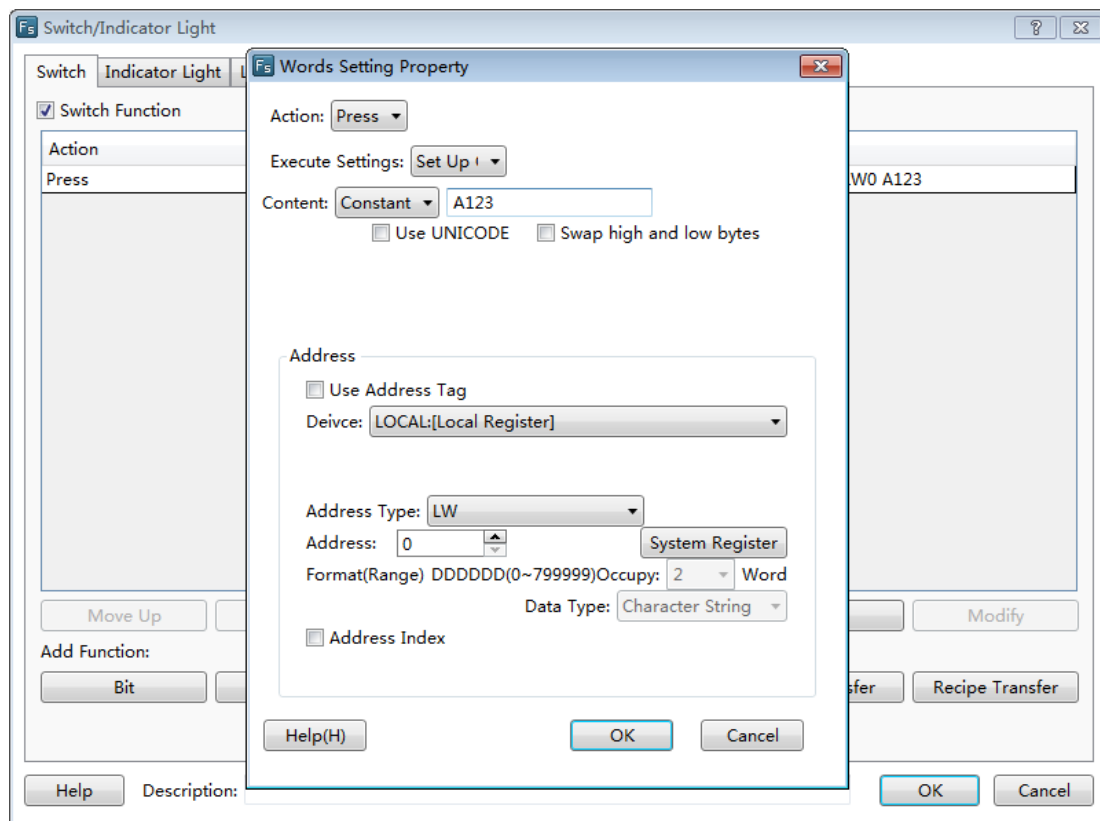 Fs Switch/Indicator Light
Switch Indicator Light
Switch Function
Action
Press
LW0 A123
Move Up
Modify
Add Function:
Bit
sfer
Recipe Transfer
Help Description: OK Cancel
Fs Words Setting Property
Action: Press
Execute Settings: Set Up
Content: Constant A123
Use UNICODE Swap high and low bytes
Address
Use Address Tag
Deivce: LOCAL:[Local Register]
Address Type: LW
Address: 0 System Register
Format(Range) DDDDDD(0~799999)Occupy: 2 Word
Data Type: Character String
Address Index
Help(H) OK Cancel